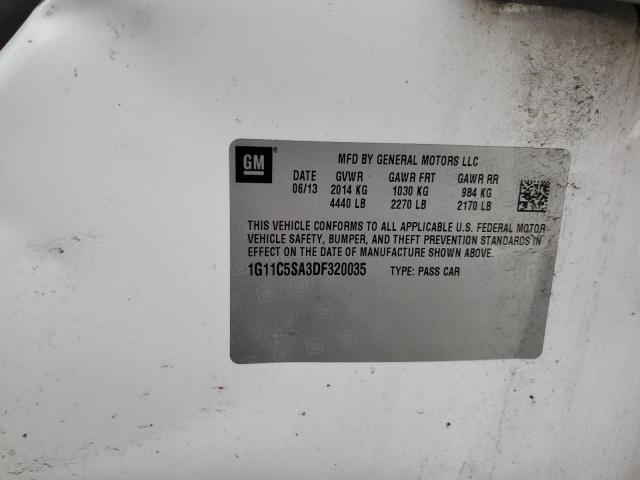 GM ®
MFD BY GENERAL MOTORS LLC
DATE GVWR GAWR FRT GAWR RR
06/13 2014 KG 1030 KG 984 KG
4440 LB 2270 LB 2170 LB
THIS VEHICLE CONFORMS TO ALL APPLICABLE U.S. FEDERAL MOTOR
VEHICLE SAFETY, BUMPER, AND THEFT PREVENTION STANDARDS IN
EFFECT ON THE DATE OF MANUFACTURE SHOWN ABOVE.
1G11C5SA3DF320035 TYPE: PASS CAR